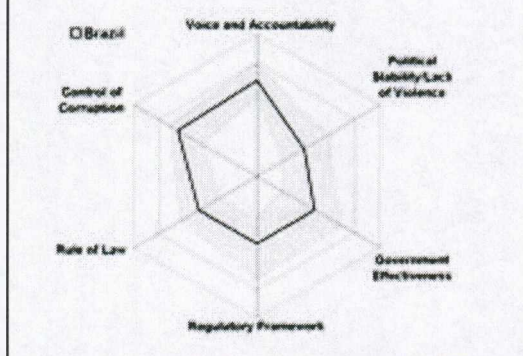 Voice and Accountability
Brazil
Political
Stability/Lack
of Violence
Control of
Corruption
Rule of Law
Government
Effectiveness
Regulatory Framework